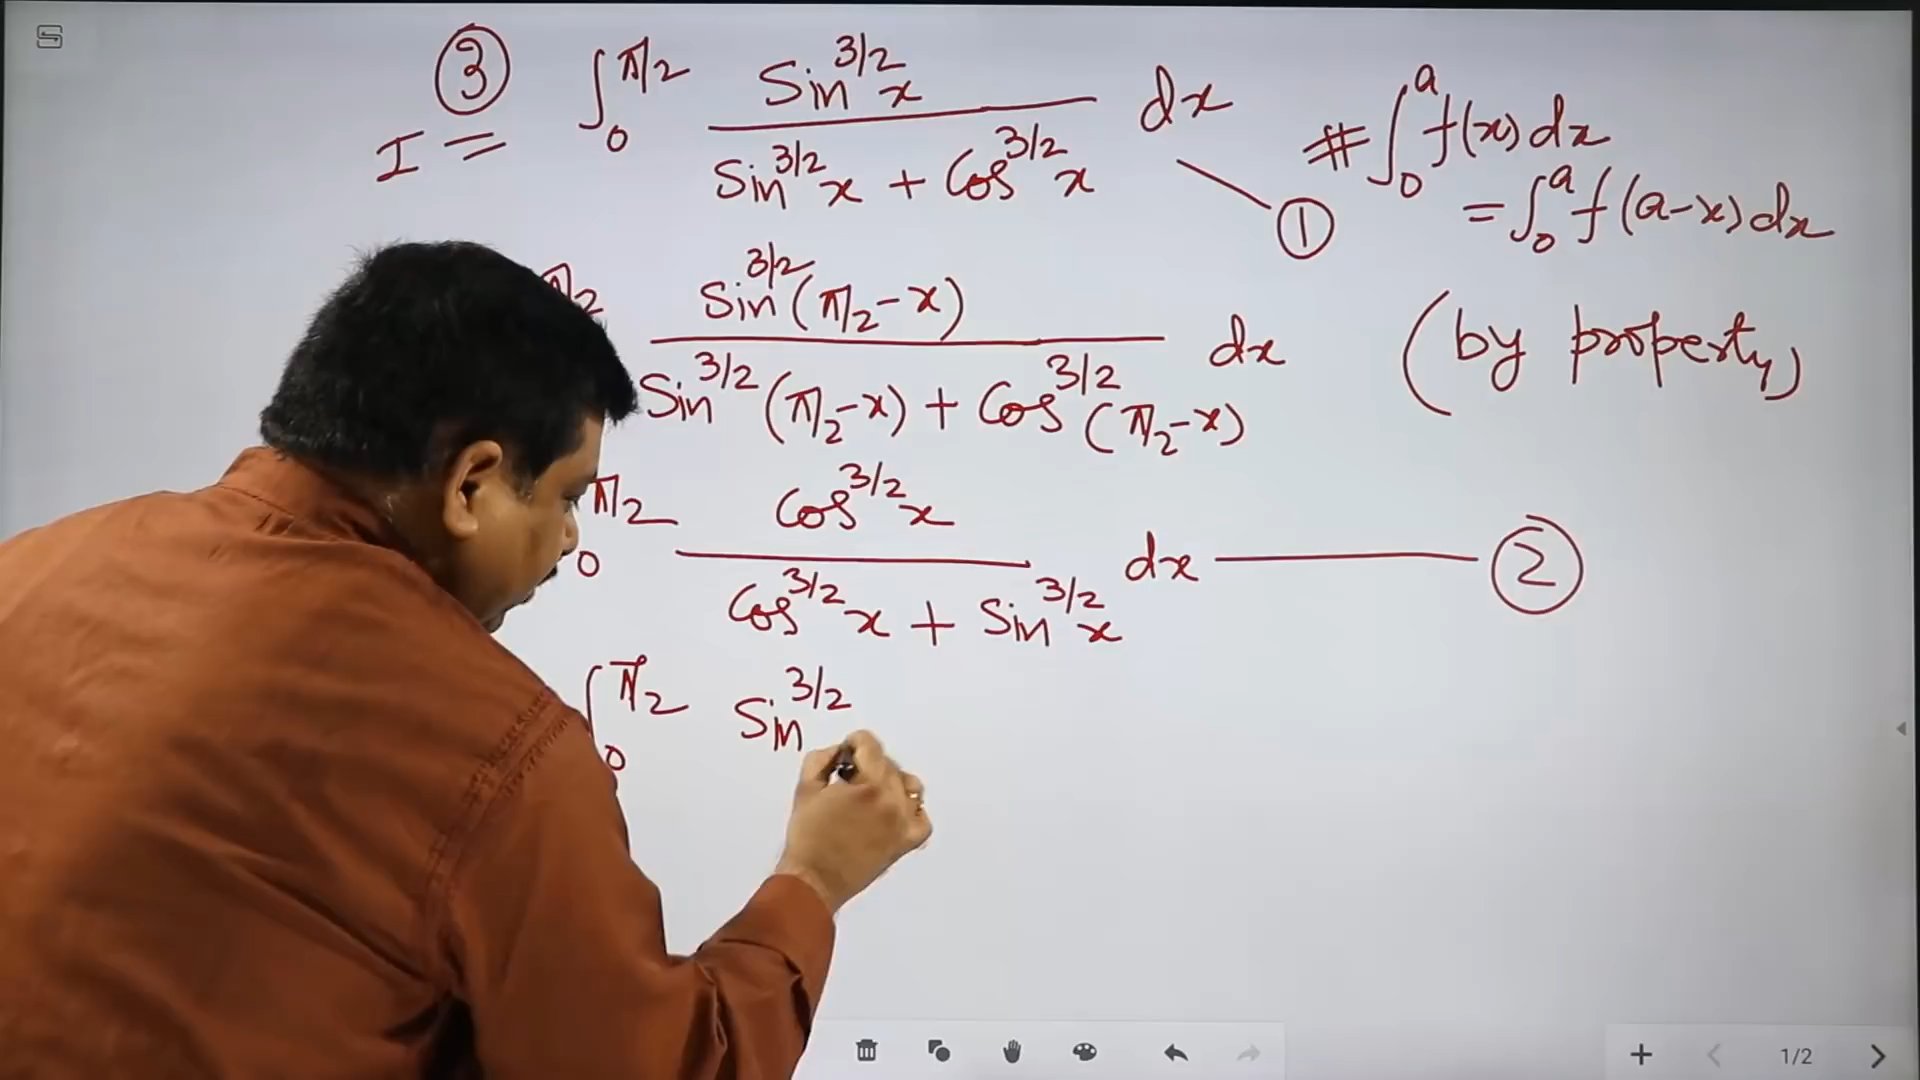 ③ I = ∫₀^π/2 Sin^3/2 x / Sin^3/2 x + Cos^3/2 x dx ①
# ∫₀^a f(x) dx
= ∫₀^a f(a-x) dx
π/2 Sin^3/2 (π/2 - x) / Sin^3/2 (π/2 - x) + Cos^3/2 (π/2 - x) dx (by property)
π/2 0 Cos^3/2 x / Cos^3/2 x + Sin^3/2 x dx ②
∫₀^π/2 Sin^3/2
1/2